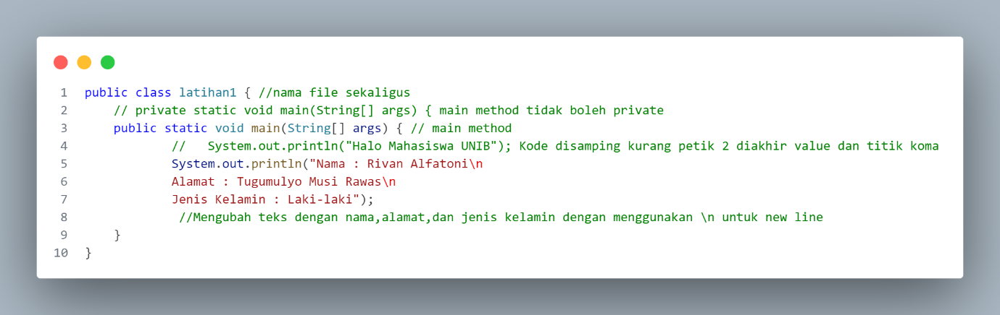 1 public class latihan1 { //nama file sekaligus
2 // private static void main(String[] args) { main method tidak boleh private
3 public static void main(String[] args) { // main method
4 //   System.out.println("Halo Mahasiswa UNIB"); Kode disamping kurang petik 2 diakhir value dan titik koma
5 System.out.println("Nama : Rivan Alfatoni\n
6 Alamat : Tugumulyo Musi Rawas\n
7 Jenis Kelamin : Laki-laki");
8 //Mengubah teks dengan nama,alamat,dan jenis kelamin dengan menggunakan \n untuk new line
9 }
10 }